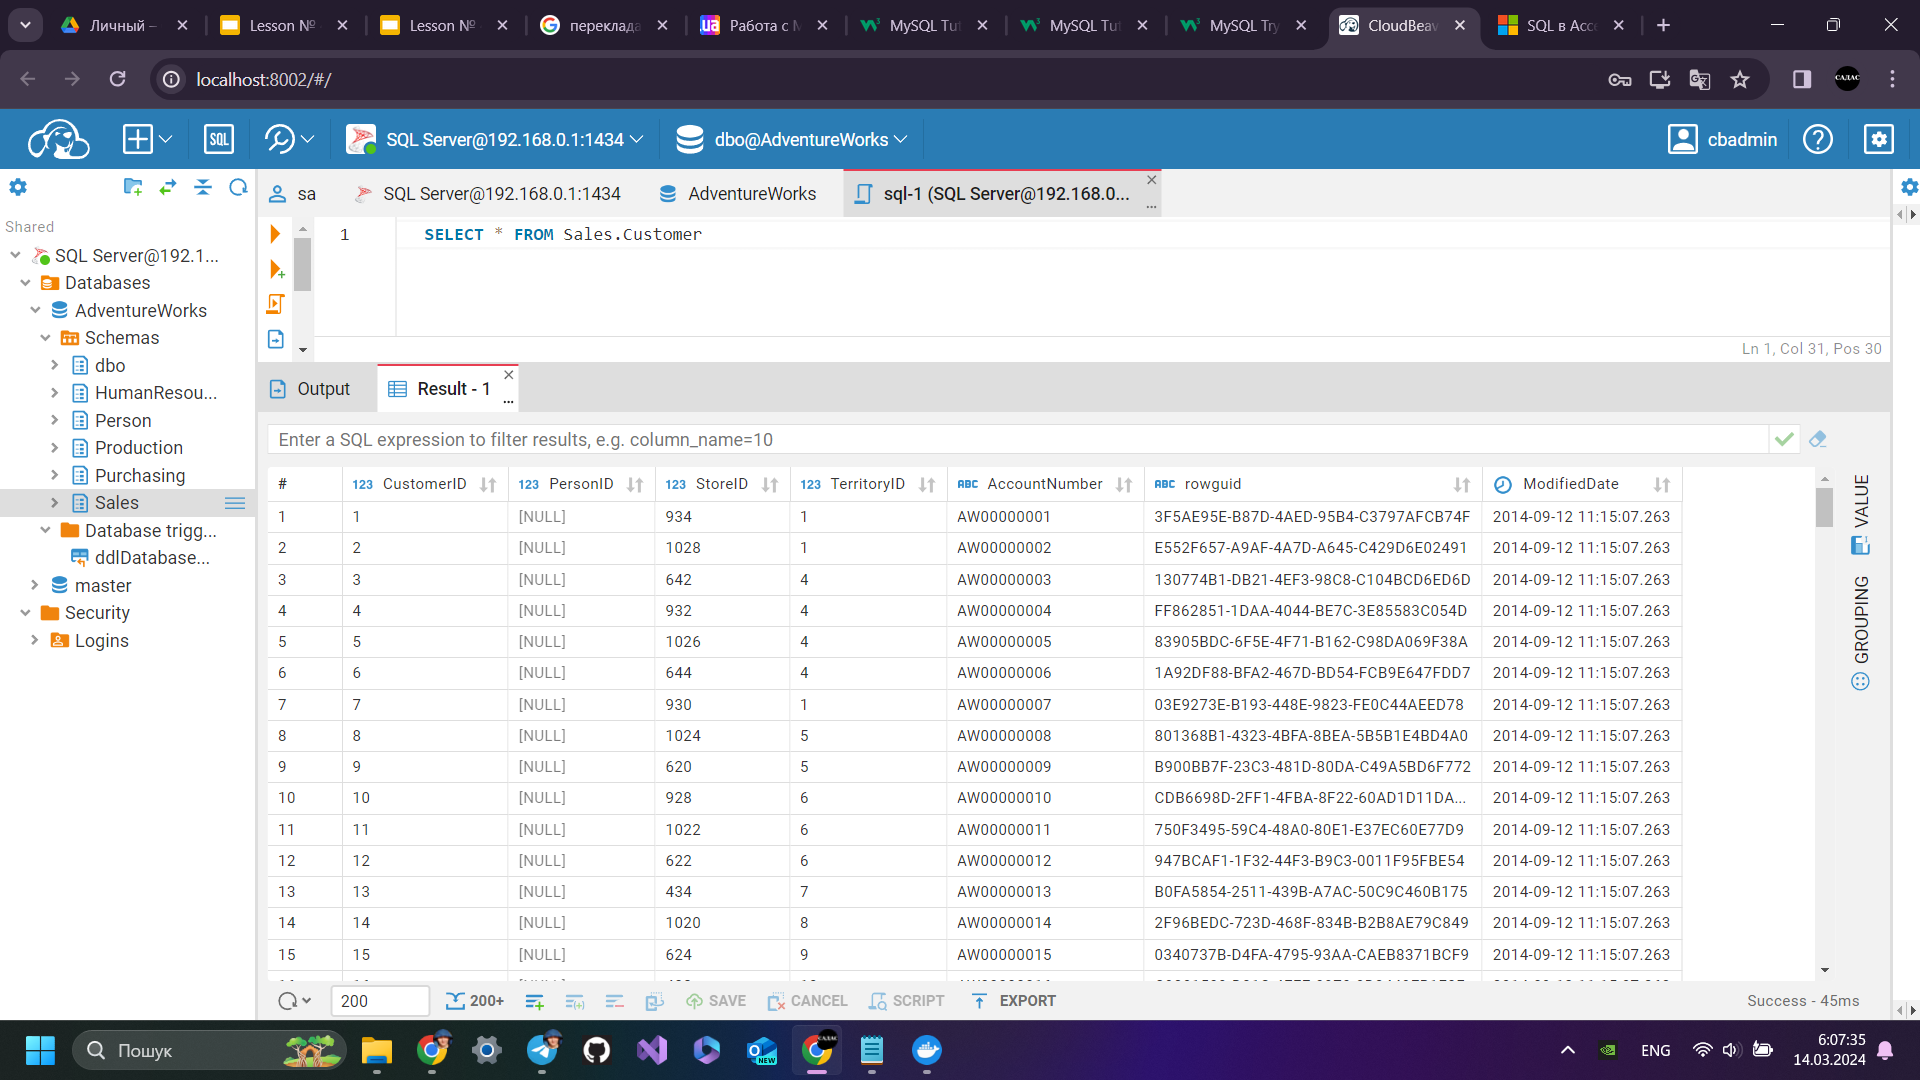 Личный –
Lesson №
Lesson №
переклада
Работа с M
MySQL Tut
MySQL Tut
MySQL Try
CloudBeav
SQL в Acce
localhost:8002/#/
SQL
SQL Server@192.168.0.1:1434
dbo@AdventureWorks
cbadmin
sa
SQL Server@192.168.0.1:1434
AdventureWorks
sql-1 (SQL Server@192.168.0...
Shared
SQL Server@192.1...
Databases
AdventureWorks
Schemas
dbo
HumanResou...
Person
Production
Purchasing
Sales
Database trigg...
ddlDatabase...
master
Security
Logins
1 SELECT * FROM Sales.Customer
Ln 1, Col 31, Pos 30
Output
Result - 1
Enter a SQL expression to filter results, e.g. column_name=10
# 123 CustomerID 123 PersonID 123 StoreID 123 TerritoryID ABC AccountNumber ABC rowguid ModifiedDate
1 1 [NULL] 934 1 AW00000001 3F5AE95E-B87D-4AED-95B4-C3797AFCB74F 2014-09-12 11:15:07.263
2 2 [NULL] 1028 1 AW00000002 E552F657-A9AF-4A7D-A645-C429D6E02491 2014-09-12 11:15:07.263
3 3 [NULL] 642 4 AW00000003 130774B1-DB21-4EF3-98C8-C104BCD6ED6D 2014-09-12 11:15:07.263
4 4 [NULL] 932 4 AW00000004 FF862851-1DAA-4044-BE7C-3E85583C054D 2014-09-12 11:15:07.263
5 5 [NULL] 1026 4 AW00000005 83905BDC-6F5E-4F71-B162-C98DA069F38A 2014-09-12 11:15:07.263
6 6 [NULL] 644 4 AW00000006 1A92DF88-BFA2-467D-BD54-FCB9E647FDD7 2014-09-12 11:15:07.263
7 7 [NULL] 930 1 AW00000007 03E9273E-B193-448E-9823-FE0C44AEED78 2014-09-12 11:15:07.263
8 8 [NULL] 1024 5 AW00000008 801368B1-4323-4BFA-8BEA-5B5B1E4BD4A0 2014-09-12 11:15:07.263
9 9 [NULL] 620 5 AW00000009 B900BB7F-23C3-481D-80DA-C49A5BD6F772 2014-09-12 11:15:07.263
10 10 [NULL] 928 6 AW00000010 CDB6698D-2FF1-4FBA-8F22-60AD1D11DA... 2014-09-12 11:15:07.263
11 11 [NULL] 1022 6 AW00000011 750F3495-59C4-48A0-80E1-E37EC60E77D9 2014-09-12 11:15:07.263
12 12 [NULL] 622 6 AW00000012 947BCAF1-1F32-44F3-B9C3-0011F95FBE54 2014-09-12 11:15:07.263
13 13 [NULL] 434 7 AW00000013 B0FA5854-2511-439B-A7AC-50C9C460B175 2014-09-12 11:15:07.263
14 14 [NULL] 1020 8 AW00000014 2F96BEDC-723D-468F-834B-B2B8AE79C849 2014-09-12 11:15:07.263
15 15 [NULL] 624 9 AW00000015 0340737B-D4FA-4795-93AA-CAEB8371BCF9 2014-09-12 11:15:07.263
VALUE
GROUPING
200 200+ SAVE CANCEL SCRIPT EXPORT
Success - 45ms
Пошук
NEW
ENG
6:07:35
14.03.2024